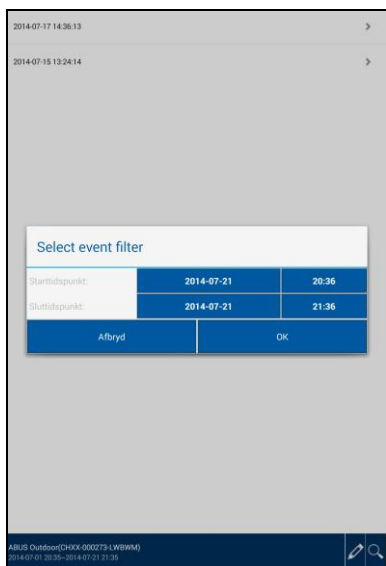 2014-07-17 14:36:13
2014-07-15 13:24:14
Select event filter
Starttidspunkt: 2014-07-21 20:36
Sluttidspunkt: 2014-07-21 21:36
Afbryd OK
ABUS Outdoor(CHXX-000273-LWBWM)
2014-07-01 20:35~2014-07-21 21:35